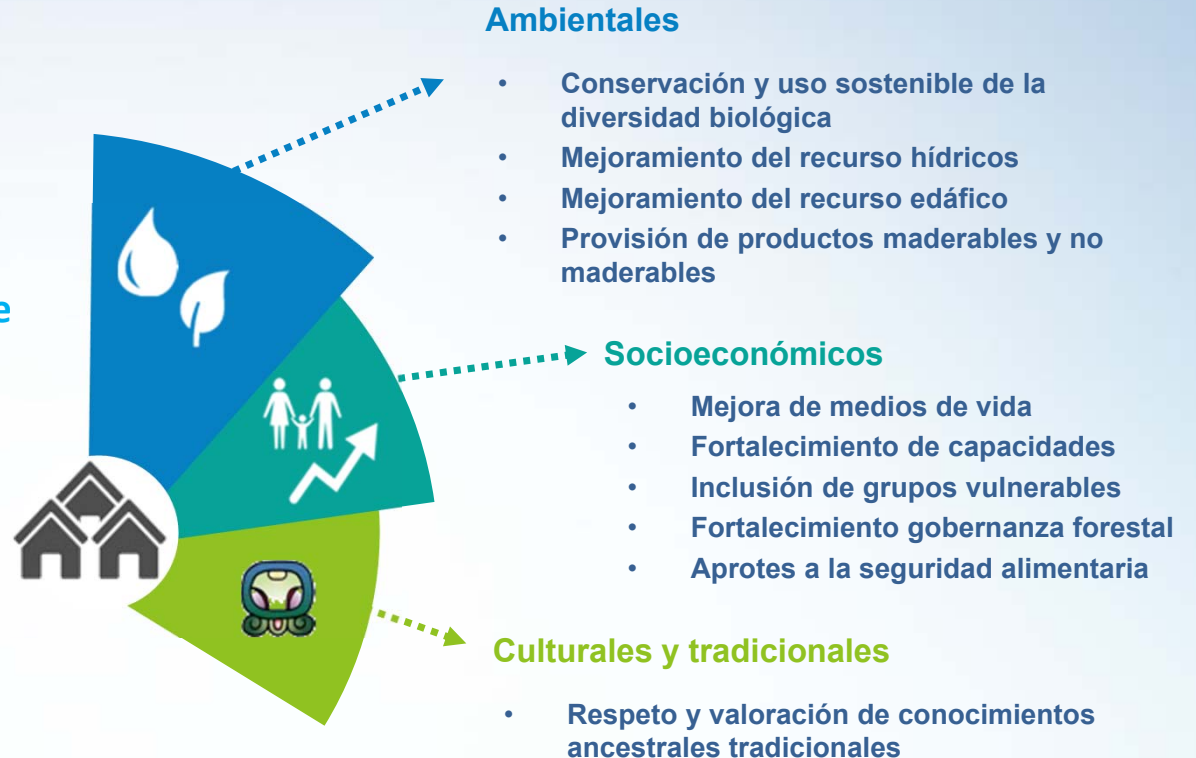 Ambientales
• Conservación y uso sostenible de la
diversidad biológica
• Mejoramiento del recurso hídricos
• Mejoramiento del recurso edáfico
• Provisión de productos maderables y no
maderables
e
Socioeconómicos
• Mejora de medios de vida
• Fortalecimiento de capacidades
• Inclusión de grupos vulnerables
• Fortalecimiento gobernanza forestal
• Aprotes a la seguridad alimentaria
Culturales y tradicionales
• Respeto y valoración de conocimientos
ancestrales tradicionales